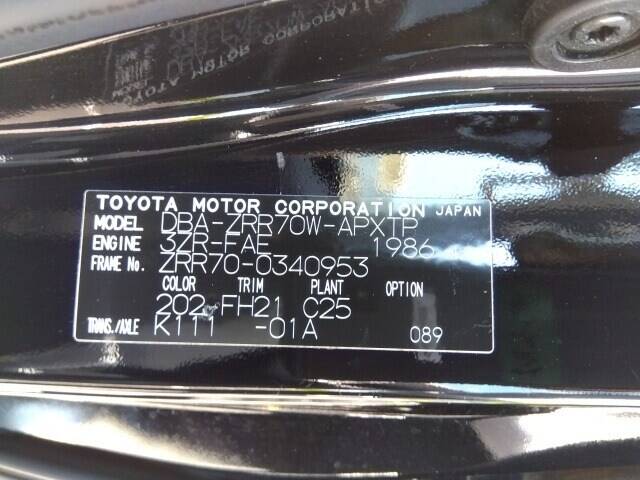 TOYOTA MOTOR CORPORATION JAPAN
MODEL DBA-ZRR70W-APXTP
ENGINE 3ZR-FAE 1986
FRAME No. ZRR70-0340953
COLOR TRIM PLANT OPTION
202 FH21 C25
TRANS./AXLE K111 -01A 089